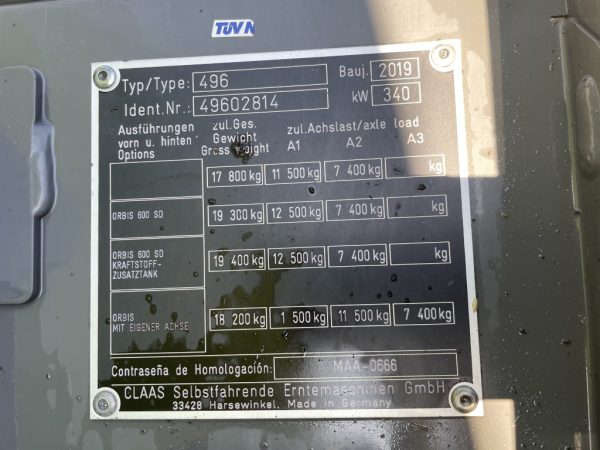 TÜV N
Typ/Type: 496 Bauj. 2019
Ident.Nr.: 49602814 kW 340
Ausführungen zul. Ges. zul.Achslast/axle load
vorn u. hinten Gewicht A1 A2 A3
Options Gross weight
17 800 kg 11 500 kg 7 400 kg kg
ORBIS 600 SD 19 300 kg 12 500 kg 7 400 kg kg
ORBIS 600 SD
KRAFTSTOFF- 19 400 kg 12 500 kg 7 400 kg kg
ZUSATZTANK
ORBIS 18 200 kg 1 500 kg 11 500 kg 7 400 kg
MIT EIGENER ACHSE
Contraseña de Homologación: MAA-0666
CLAAS Selbstfahrende Erntemaschinen GmbH
33428 Harsewinkel, Made in Germany